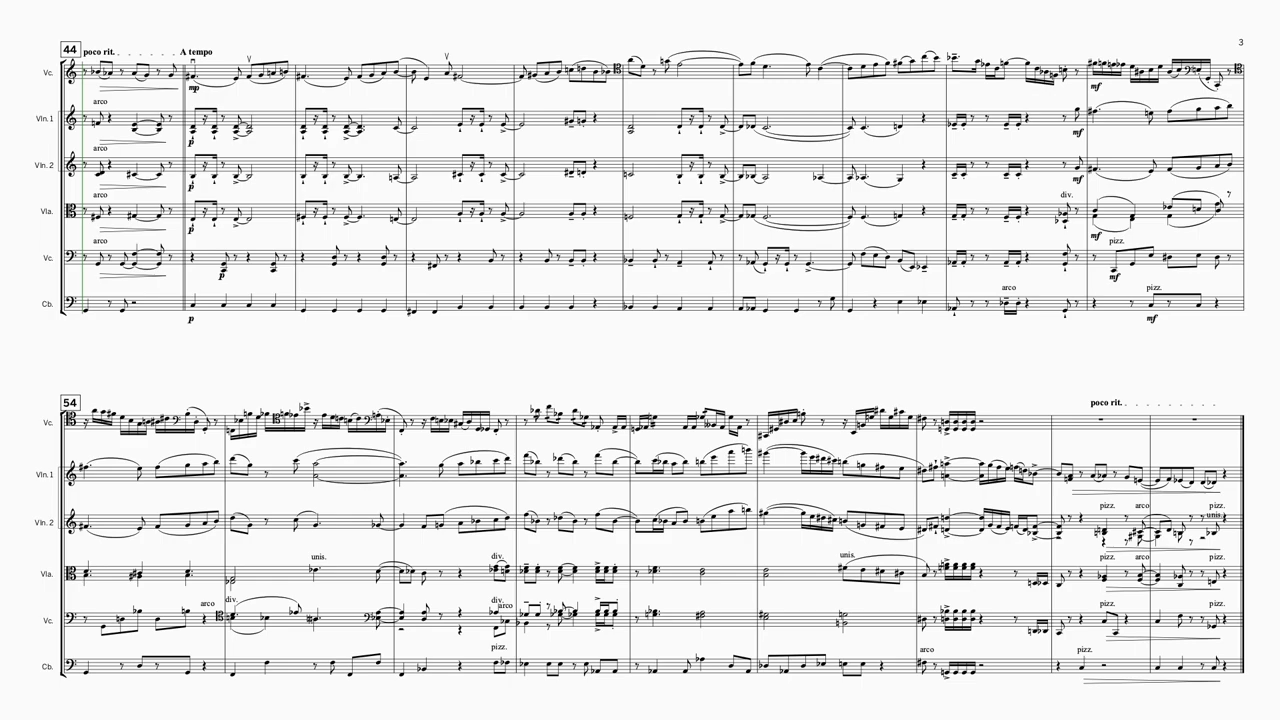 44 poco rit. A tempo
3
Vc.
mp
arco
Vln. 1
p
mf
arco
Vln. 2
p
mf
arco
div.
Vla.
p
mf
arco
pizz.
Vc.
p
mf
arco
pizz.
Cb.
p
mf
54
poco rit.
Vc.
Vln. 1
pizz. arco pizz.
unis.
Vln. 2
unis. div. unis. pizz. arco pizz.
Vla.
arco div. div. arco pizz. pizz.
Vc.
pizz. arco pizz.
Cb.